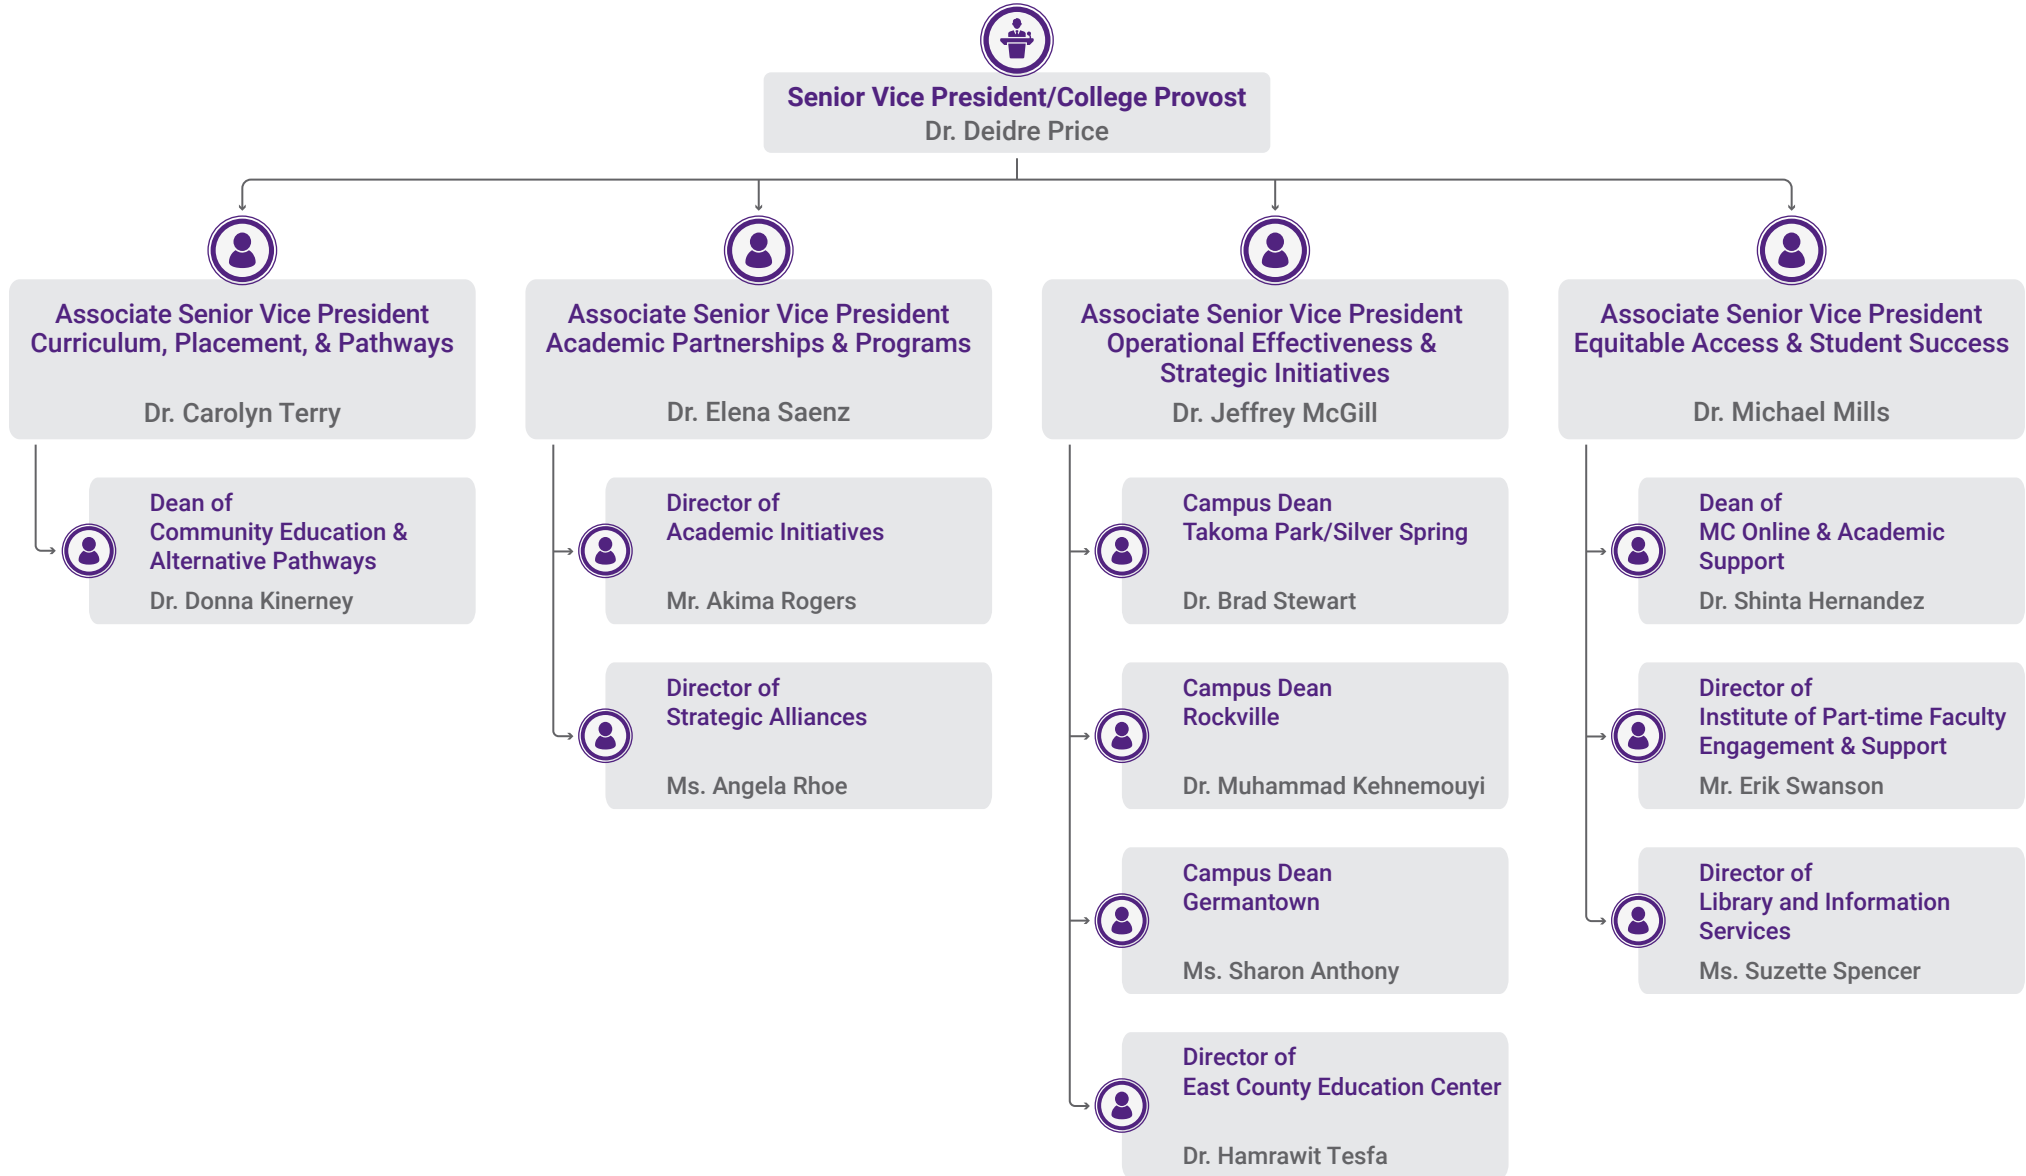 Senior Vice President/College Provost
Dr. Deidre Price
Associate Senior Vice President
Curriculum, Placement, & Pathways
Dr. Carolyn Terry
Dean of
Community Education &
Alternative Pathways
Dr. Donna Kinerney
Associate Senior Vice President
Academic Partnerships & Programs
Dr. Elena Saenz
Director of
Academic Initiatives
Mr. Akima Rogers
Director of
Strategic Alliances
Ms. Angela Rhoe
Associate Senior Vice President
Operational Effectiveness &
Strategic Initiatives
Dr. Jeffrey McGill
Campus Dean
Takoma Park/Silver Spring
Dr. Brad Stewart
Campus Dean
Rockville
Dr. Muhammad Kehnemouyi
Campus Dean
Germantown
Ms. Sharon Anthony
Director of
East County Education Center
Dr. Hamrawit Tesfa
Associate Senior Vice President
Equitable Access & Student Success
Dr. Michael Mills
Dean of
MC Online & Academic
Support
Dr. Shinta Hernandez
Director of
Institute of Part-time Faculty
Engagement & Support
Mr. Erik Swanson
Director of
Library and Information
Services
Ms. Suzette Spencer